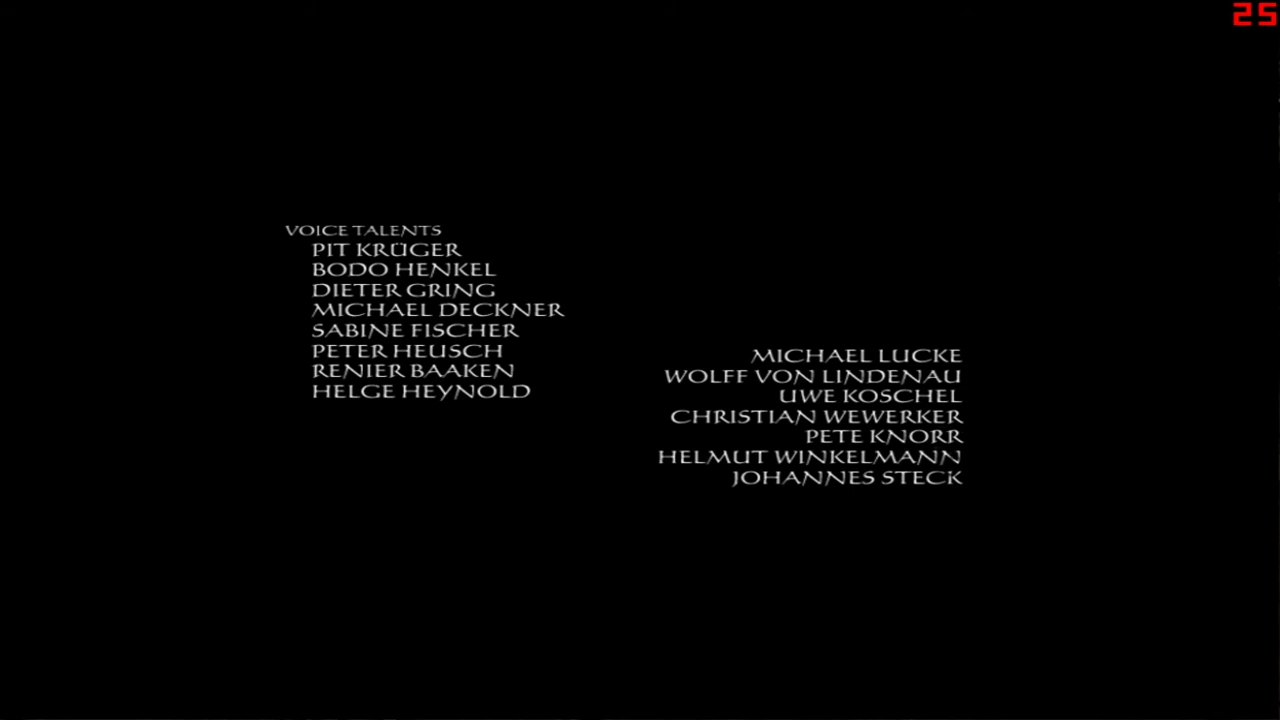 25
VOICE TALENTS
PIT KRÜGER
BODO HENKEL
DIETER GRING
MICHAEL DECKNER
SABINE FISCHER
PETER HEUSCH
RENIER BAAKEN
HELGE HEYNOLD
MICHAEL LUCKE
WOLFF VON LINDENAU
UWE KOSCHEL
CHRISTIAN WEWERKER
PETE KNORR
HELMUT WINKELMANN
JOHANNES STECK